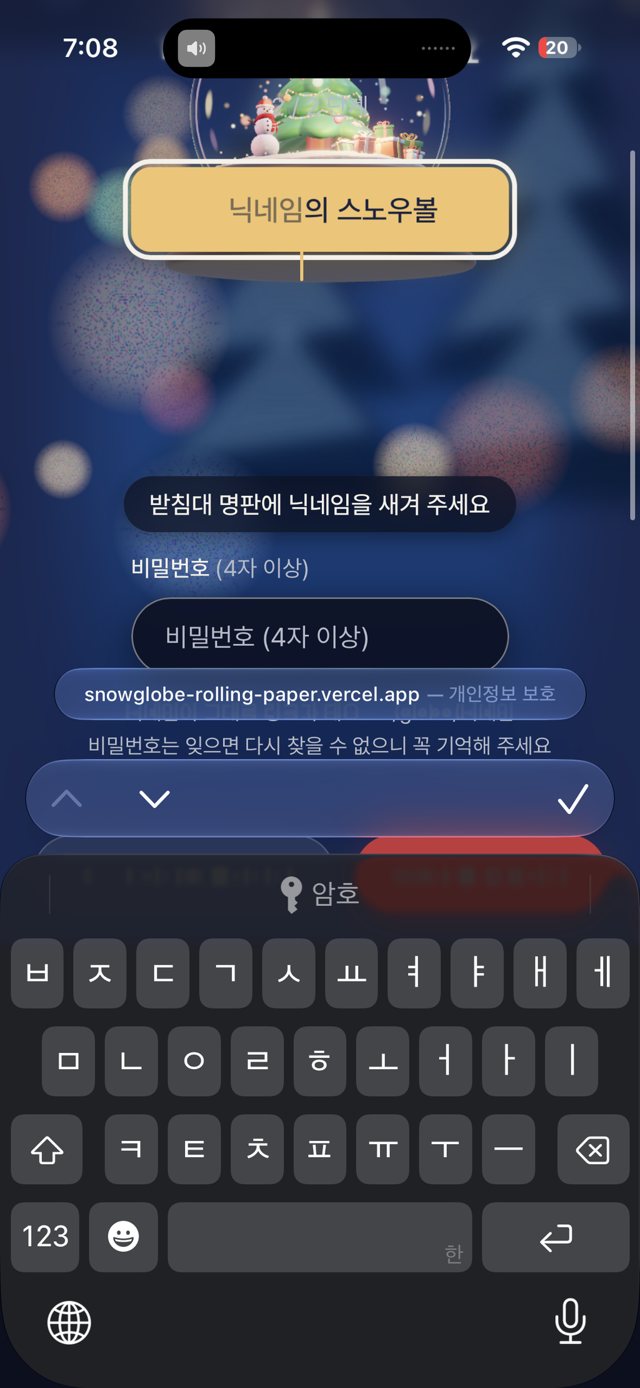 7:08
20
닉네임의 스노우볼
받침대 명판에 닉네임을 새겨 주세요
비밀번호 (4자 이상)
비밀번호 (4자 이상)
snowglobe-rolling-paper.vercel.app — 개인정보 보호
비밀번호는 잊으면 다시 찾을 수 없으니 꼭 기억해 주세요
암호
ㅂ ㅈ ㄷ ㄱ ㅅ ㅛ ㅕ ㅑ ㅐ ㅔ
ㅁ ㄴ ㅇ ㄹ ㅎ ㅗ ㅓ ㅏ ㅣ
ㅋ ㅌ ㅊ ㅍ ㅠ ㅜ ㅡ
123
한